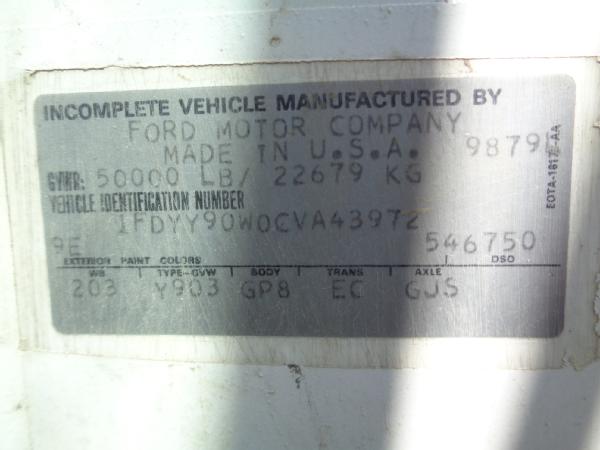 INCOMPLETE VEHICLE MANUFACTURED BY
FORD MOTOR COMPANY
MADE IN U.S.A. 9879
GVWR: 50000 LB/ 22679 KG
VEHICLE IDENTIFICATION NUMBER
1FDYY90W0CVA43972
9E 546750
EXTERIOR PAINT COLORS DSO
WB TYPE-GVW BODY TRANS AXLE
203 Y903 GP8 EC GJS